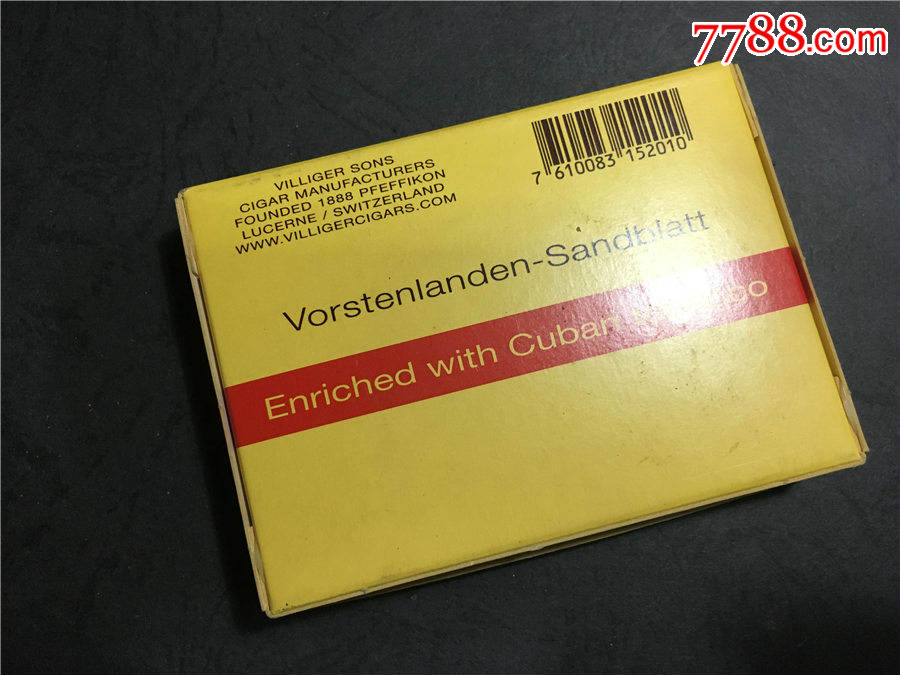 7788.com
VILLIGER SONS
CIGAR MANUFACTURERS
FOUNDED 1888 PFEFFIKON
LUCERNE / SWITZERLAND
WWW.VILLIGERCIGARS.COM
7 610083 152010
Vorstenlanden-Sandblatt
Enriched with Cuban